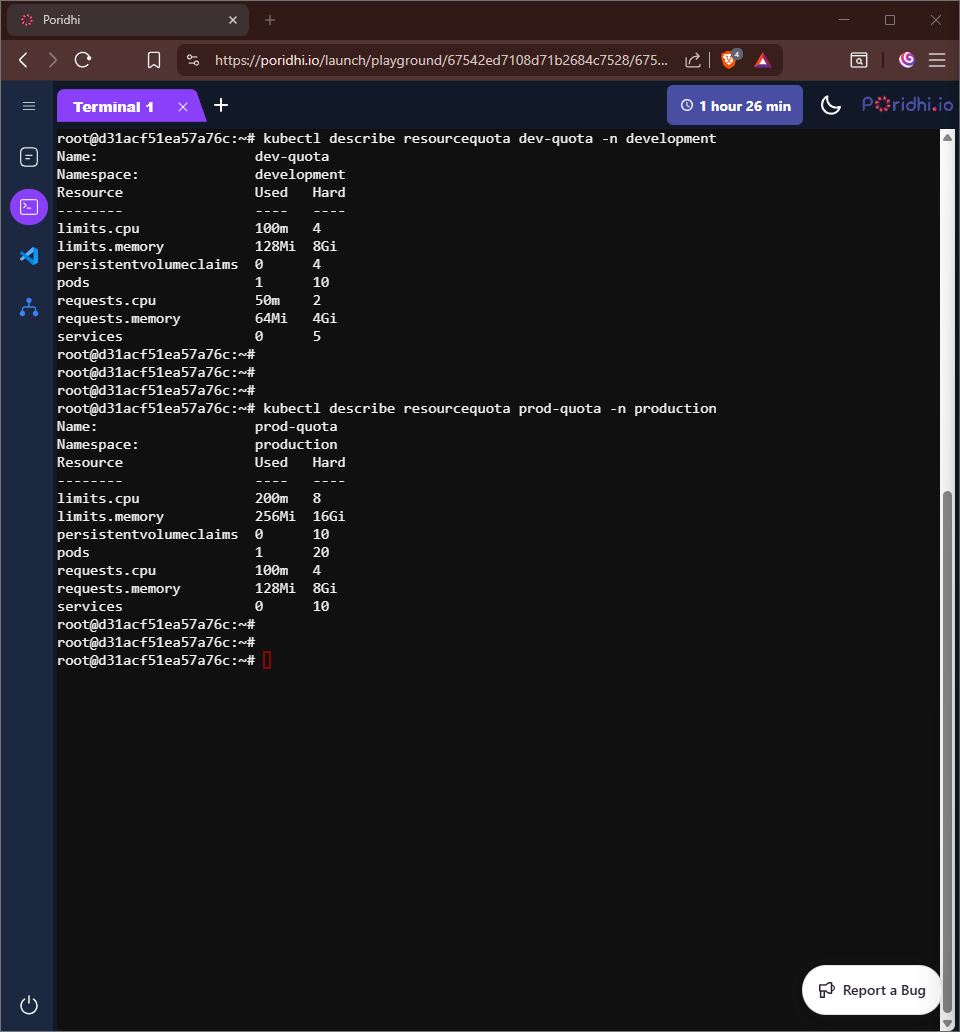 Poridhi
https://poridhi.io/launch/playground/67542ed7108d71b2684c7528/675...
4
Terminal 1
1 hour 26 min
Poridhi.io
root@d31acf51ea57a76c:~# kubectl describe resourcequota dev-quota -n development
Name:                   dev-quota
Namespace:              development
Resource                Used   Hard
--------                ----   ----
limits.cpu              100m   4
limits.memory           128Mi  8Gi
persistentvolumeclaims  0      4
pods                    1      10
requests.cpu            50m    2
requests.memory         64Mi   4Gi
services                0      5
root@d31acf51ea57a76c:~#
root@d31acf51ea57a76c:~#
root@d31acf51ea57a76c:~#
root@d31acf51ea57a76c:~# kubectl describe resourcequota prod-quota -n production
Name:                   prod-quota
Namespace:              production
Resource                Used   Hard
--------                ----   ----
limits.cpu              200m   8
limits.memory           256Mi  16Gi
persistentvolumeclaims  0      10
pods                    1      20
requests.cpu            100m   4
requests.memory         128Mi  8Gi
services                0      10
root@d31acf51ea57a76c:~#
root@d31acf51ea57a76c:~#
root@d31acf51ea57a76c:~#
Report a Bug